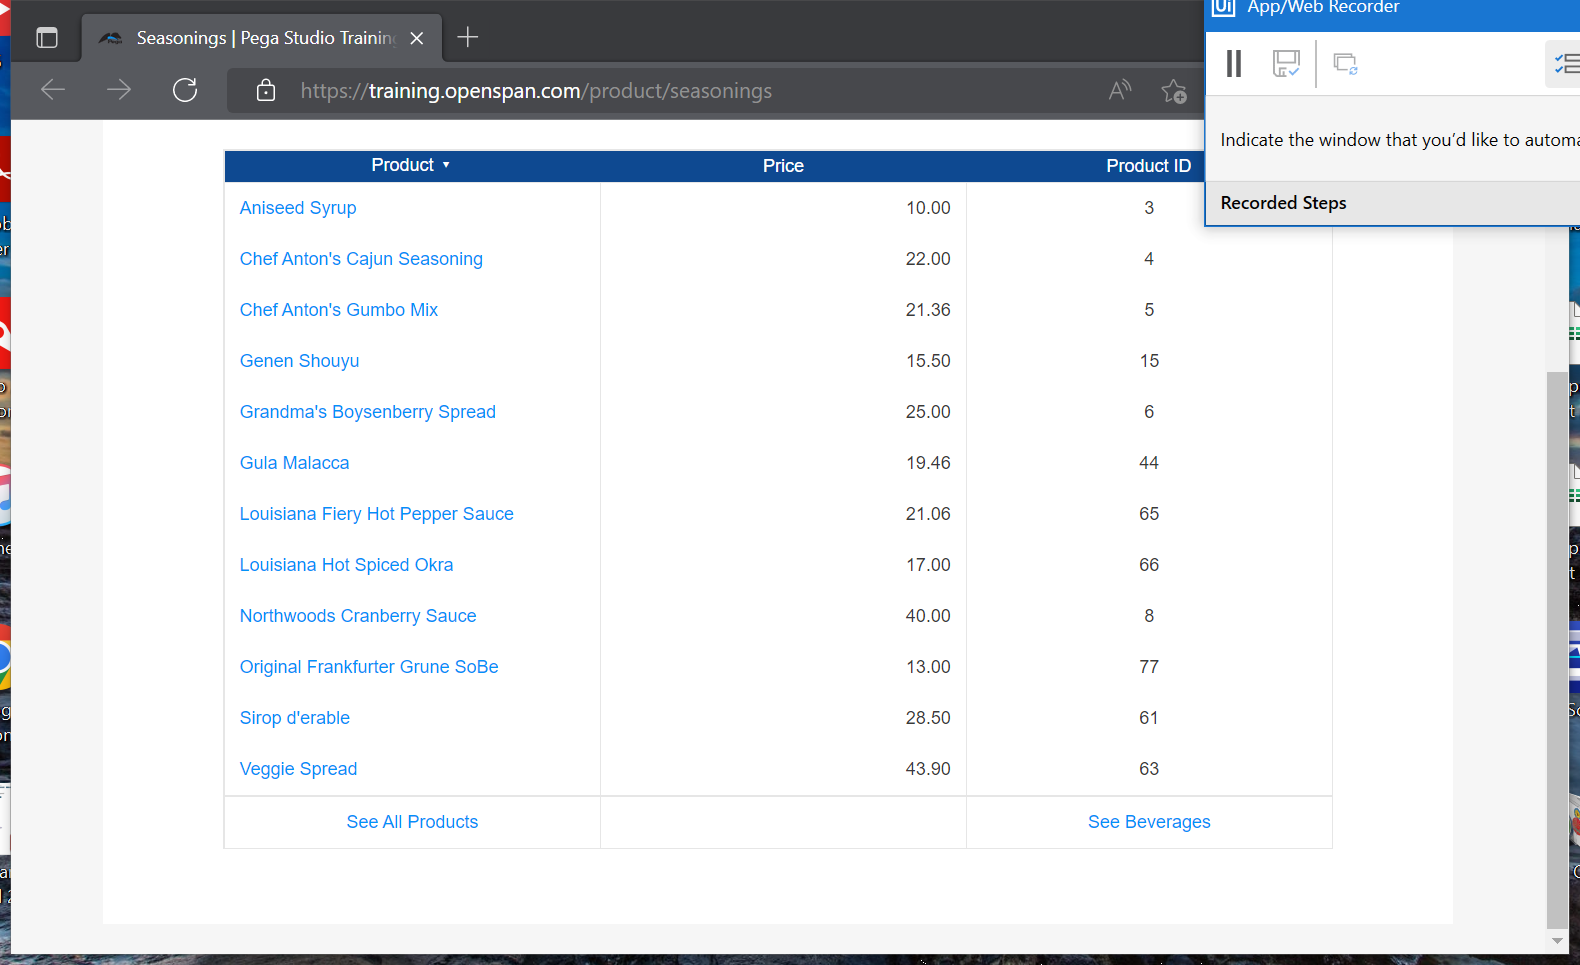 Seasonings | Pega Studio Training
https://training.openspan.com/product/seasonings
App/Web Recorder
Indicate the window that you'd like to automa
Recorded Steps
Product ▼ Price Product ID
Aniseed Syrup 10.00 3
Chef Anton's Cajun Seasoning 22.00 4
Chef Anton's Gumbo Mix 21.36 5
Genen Shouyu 15.50 15
Grandma's Boysenberry Spread 25.00 6
Gula Malacca 19.46 44
Louisiana Fiery Hot Pepper Sauce 21.06 65
Louisiana Hot Spiced Okra 17.00 66
Northwoods Cranberry Sauce 40.00 8
Original Frankfurter Grune SoBe 13.00 77
Sirop d'erable 28.50 61
Veggie Spread 43.90 63
See All Products See Beverages